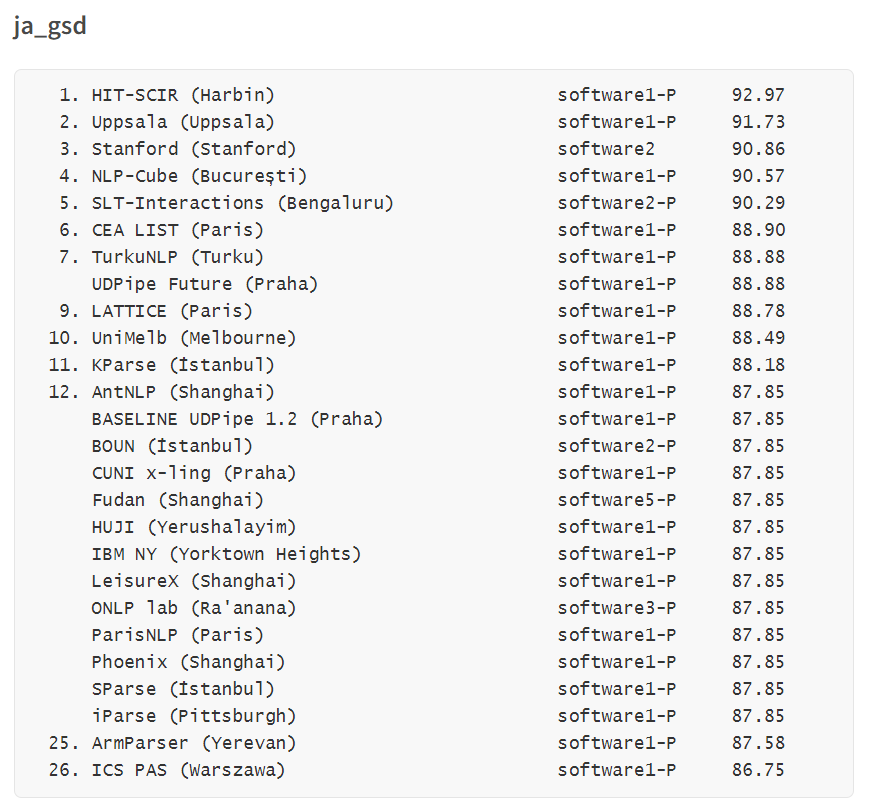 ja_gsd
1. HIT-SCIR (Harbin) software1-P 92.97
2. Uppsala (Uppsala) software1-P 91.73
3. Stanford (Stanford) software2 90.86
4. NLP-Cube (București) software1-P 90.57
5. SLT-Interactions (Bengaluru) software2-P 90.29
6. CEA LIST (Paris) software1-P 88.90
7. TurkuNLP (Turku) software1-P 88.88
UDPipe Future (Praha) software1-P 88.88
9. LATTICE (Paris) software1-P 88.78
10. UniMelb (Melbourne) software1-P 88.49
11. KParse (İstanbul) software1-P 88.18
12. AntNLP (Shanghai) software1-P 87.85
BASELINE UDPipe 1.2 (Praha) software1-P 87.85
BOUN (İstanbul) software2-P 87.85
CUNI x-ling (Praha) software1-P 87.85
Fudan (Shanghai) software5-P 87.85
HUJI (Yerushalayim) software1-P 87.85
IBM NY (Yorktown Heights) software1-P 87.85
LeisureX (Shanghai) software1-P 87.85
ONLP lab (Ra'anana) software3-P 87.85
ParisNLP (Paris) software1-P 87.85
Phoenix (Shanghai) software1-P 87.85
SParse (İstanbul) software1-P 87.85
iParse (Pittsburgh) software1-P 87.85
25. ArmParser (Yerevan) software1-P 87.58
26. ICS PAS (Warszawa) software1-P 86.75